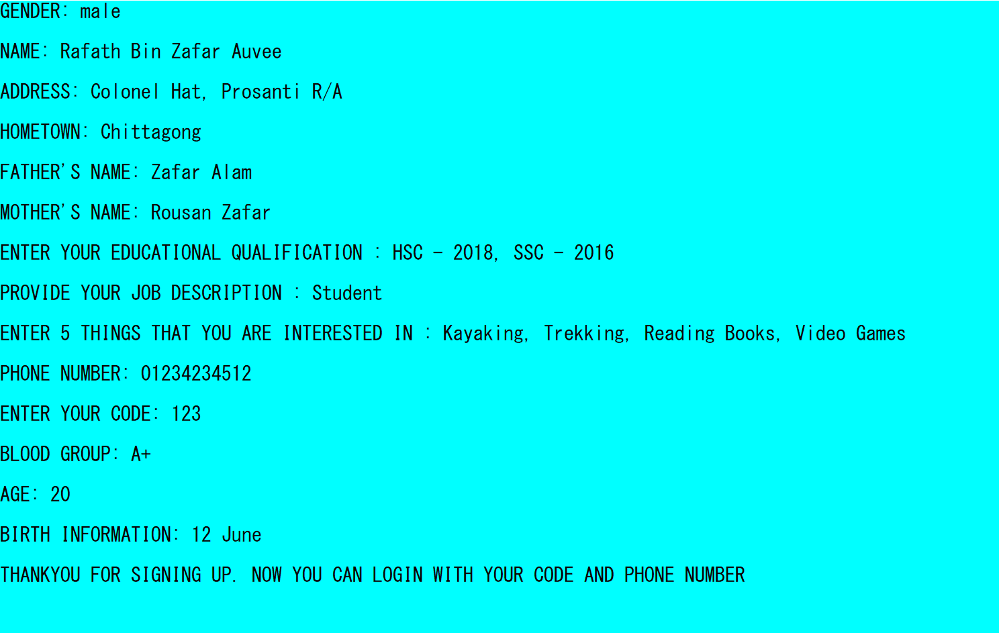 GENDER: male
NAME: Rafath Bin Zafar Auvee
ADDRESS: Colonel Hat, Prosanti R/A
HOMETOWN: Chittagong
FATHER'S NAME: Zafar Alam
MOTHER'S NAME: Rousan Zafar
ENTER YOUR EDUCATIONAL QUALIFICATION : HSC - 2018, SSC - 2016
PROVIDE YOUR JOB DESCRIPTION : Student
ENTER 5 THINGS THAT YOU ARE INTERESTED IN : Kayaking, Trekking, Reading Books, Video Games
PHONE NUMBER: 01234234512
ENTER YOUR CODE: 123
BLOOD GROUP: A+
AGE: 20
BIRTH INFORMATION: 12 June
THANKYOU FOR SIGNING UP. NOW YOU CAN LOGIN WITH YOUR CODE AND PHONE NUMBER